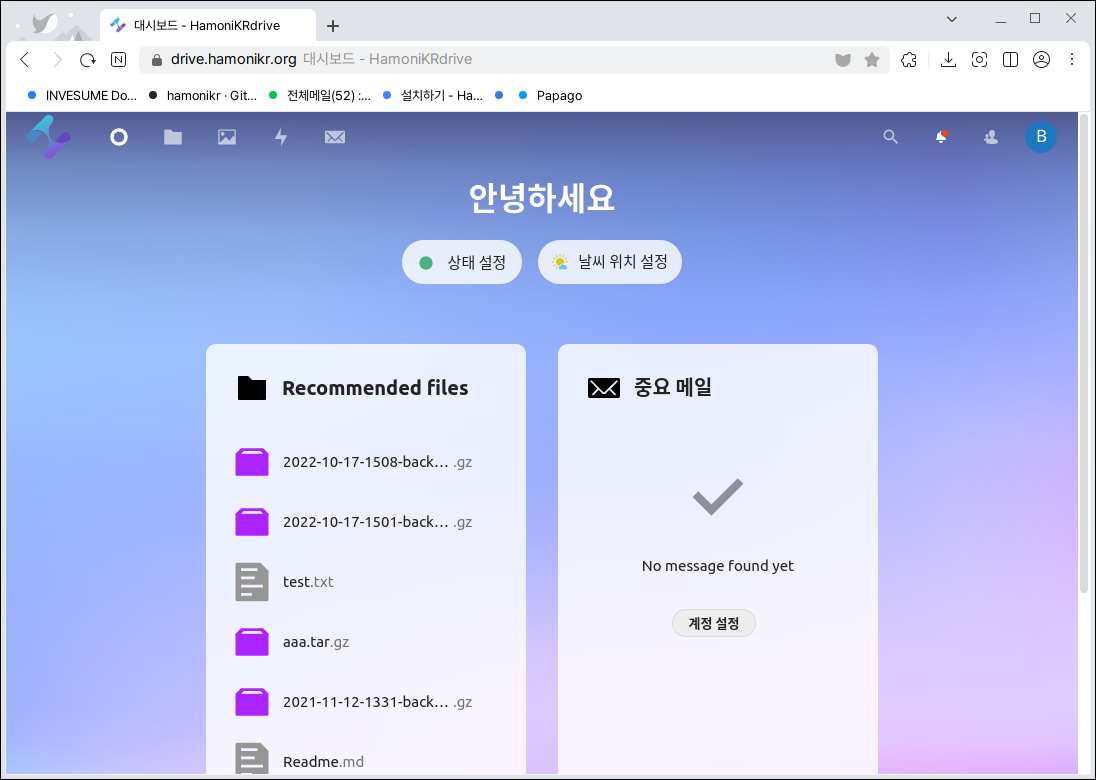 대시보드 - HamoniKRdrive
drive.hamonikr.org 대시보드 - HamoniKRdrive
INVESUME Do... hamonikr · Git... 전체메일(52) :... 설치하기 - Ha... Papago
B
안녕하세요
상태 설정 날씨 위치 설정
Recommended files
2022-10-17-1508-back... .gz
2022-10-17-1501-back... .gz
test.txt
aaa.tar.gz
2021-11-12-1331-back... .gz
Readme.md
중요 메일
No message found yet
계정 설정